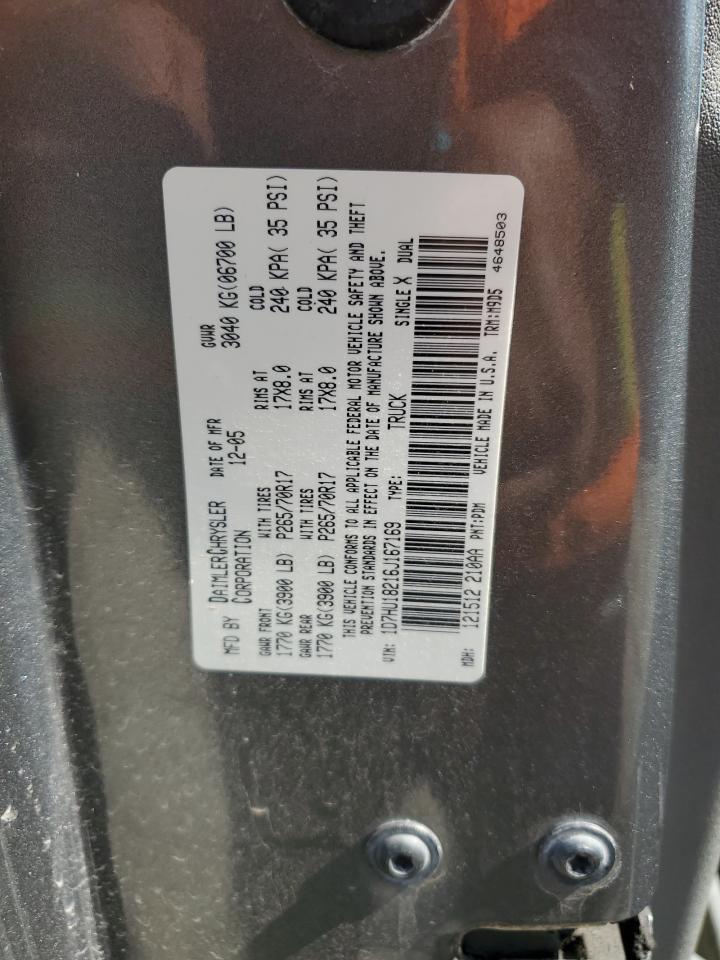 MFD BY DAIMLERCHRYSLER CORPORATION DATE OF MFR 12-05 GVWR 3040 KG(06700 LB)
GAWR FRONT WITH TIRES RIMS AT COLD
1770 KG(3900 LB) P265/70R17 17X8.0 240 KPA( 35 PSI)
GAWR REAR WITH TIRES RIMS AT COLD
1770 KG(3900 LB) P265/70R17 17X8.0 240 KPA( 35 PSI)
THIS VEHICLE CONFORMS TO ALL APPLICABLE FEDERAL MOTOR VEHICLE SAFETY AND THEFT
PREVENTION STANDARDS IN EFFECT ON THE DATE OF MANUFACTURE SHOWN ABOVE.
VIN: 1D7HU18216J167169 TYPE: TRUCK SINGLE X DUAL
MDH: 121512 210AA PNT:PDM VEHICLE MADE IN U.S.A. TRM:M9D5
4648503